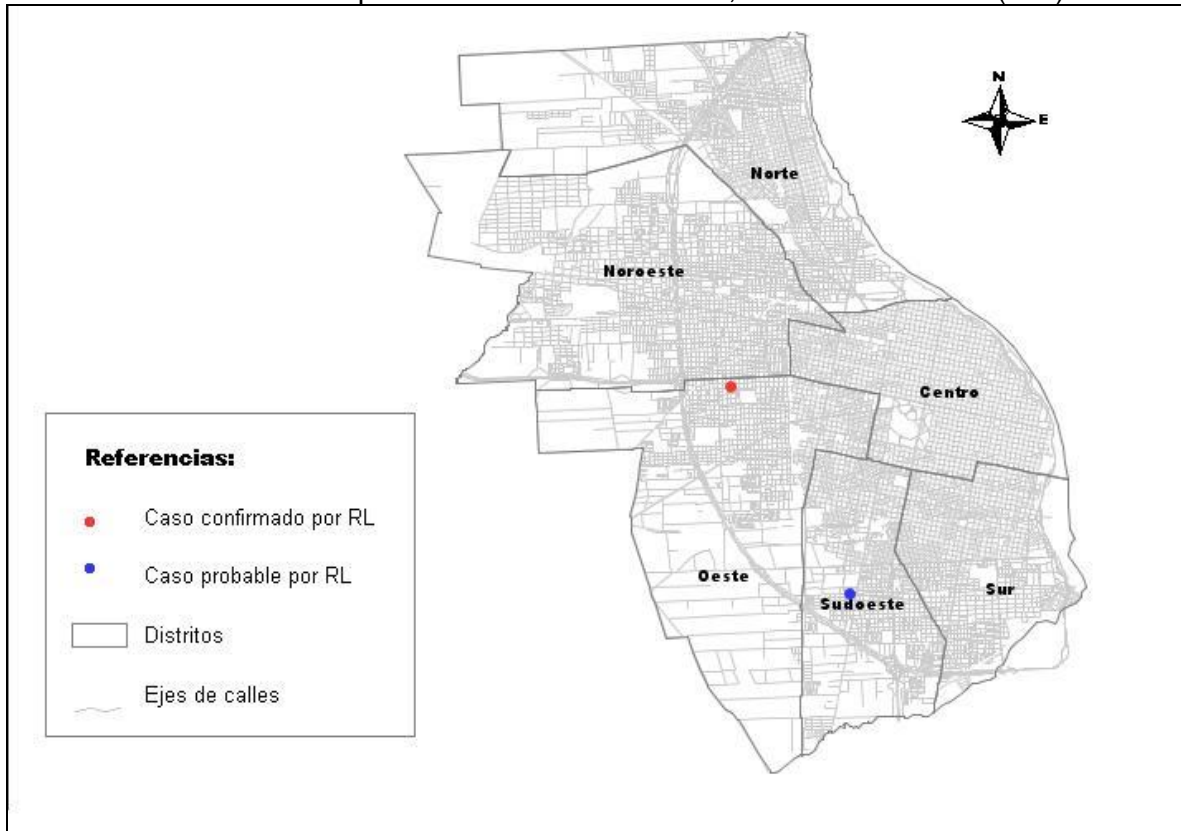 N
E
Norte
Noroeste
Centro
Referencias:
Caso confirmado por RL
Caso probable por RL
Oeste
Sudoeste
Sur
Distritos
Ejes de calles